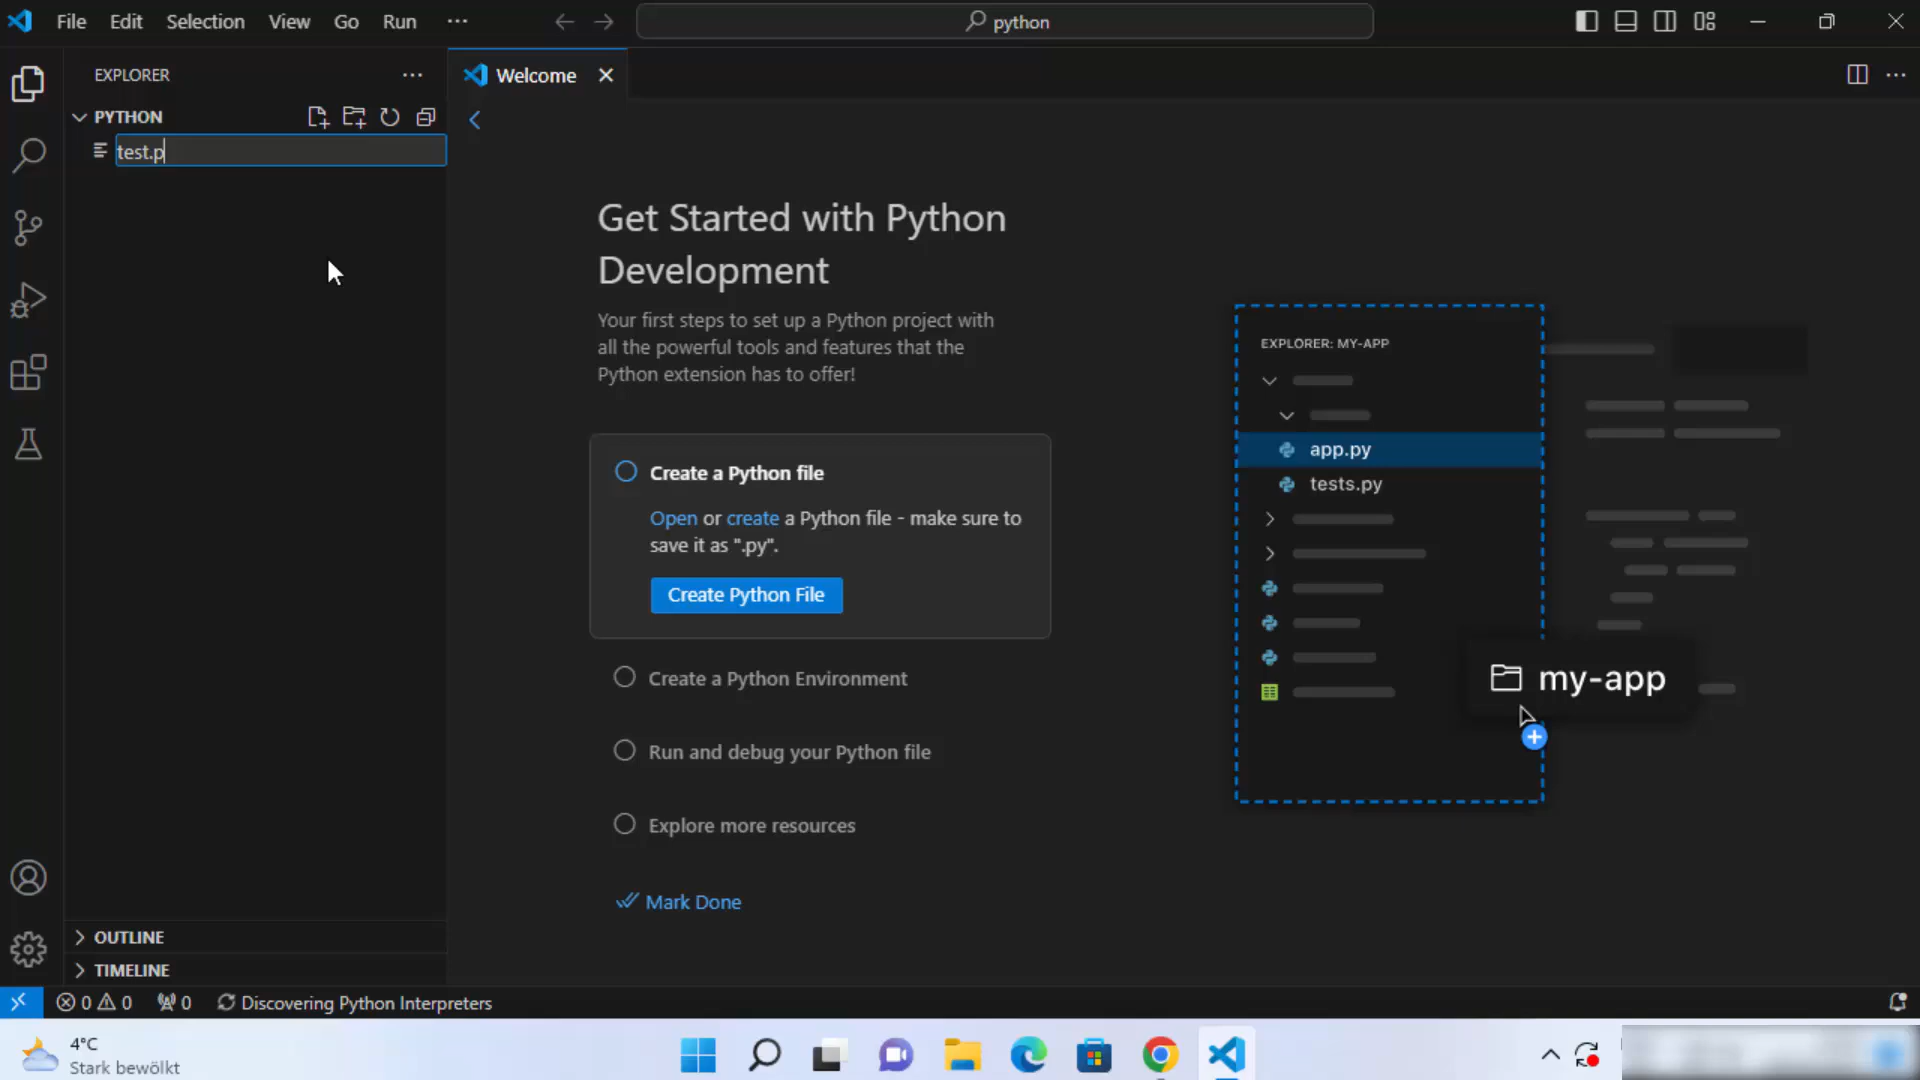 File Edit Selection View Go Run ···
python
EXPLORER
Welcome
PYTHON
test.p
Get Started with Python
Development
Your first steps to set up a Python project with
all the powerful tools and features that the
Python extension has to offer!
Create a Python file
Open or create a Python file - make sure to
save it as ".py".
Create Python File
Create a Python Environment
Run and debug your Python file
Explore more resources
Mark Done
EXPLORER: MY-APP
app.py
tests.py
my-app
OUTLINE
TIMELINE
0 0 0 Discovering Python Interpreters
4°C
Stark bewölkt